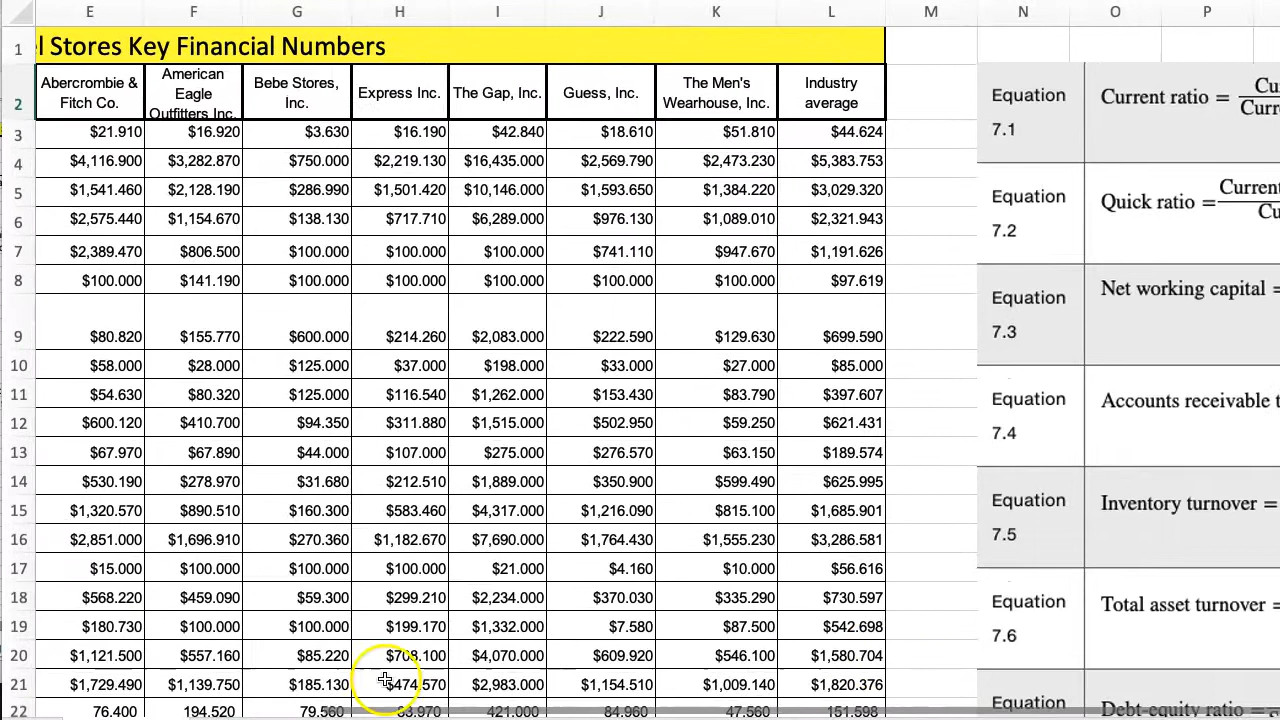 E F G H I J K L M N O P
1 l Stores Key Financial Numbers
2 Abercrombie & Fitch Co. American Eagle Outfitters Inc. Bebe Stores, Inc. Express Inc. The Gap, Inc. Guess, Inc. The Men's Wearhouse, Inc. Industry average
3 $21.910 $16.920 $3.630 $16.190 $42.840 $18.610 $51.810 $44.624
4 $4,116.900 $3,282.870 $750.000 $2,219.130 $16,435.000 $2,569.790 $2,473.230 $5,383.753
5 $1,541.460 $2,128.190 $286.990 $1,501.420 $10,146.000 $1,593.650 $1,384.220 $3,029.320
6 $2,575.440 $1,154.670 $138.130 $717.710 $6,289.000 $976.130 $1,089.010 $2,321.943
7 $2,389.470 $806.500 $100.000 $100.000 $100.000 $741.110 $947.670 $1,191.626
8 $100.000 $141.190 $100.000 $100.000 $100.000 $100.000 $100.000 $97.619
9 $80.820 $155.770 $600.000 $214.260 $2,083.000 $222.590 $129.630 $699.590
10 $58.000 $28.000 $125.000 $37.000 $198.000 $33.000 $27.000 $85.000
11 $54.630 $80.320 $125.000 $116.540 $1,262.000 $153.430 $83.790 $397.607
12 $600.120 $410.700 $94.350 $311.880 $1,515.000 $502.950 $59.250 $621.431
13 $67.970 $67.890 $44.000 $107.000 $275.000 $276.570 $63.150 $189.574
14 $530.190 $278.970 $31.680 $212.510 $1,889.000 $350.900 $599.490 $625.995
15 $1,320.570 $890.510 $160.300 $583.460 $4,317.000 $1,216.090 $815.100 $1,685.901
16 $2,851.000 $1,696.910 $270.360 $1,182.670 $7,690.000 $1,764.430 $1,555.230 $3,286.581
17 $15.000 $100.000 $100.000 $100.000 $21.000 $4.160 $10.000 $56.616
18 $568.220 $459.090 $59.300 $299.210 $2,234.000 $370.030 $335.290 $730.597
19 $180.730 $100.000 $100.000 $199.170 $1,332.000 $7.580 $87.500 $542.698
20 $1,121.500 $557.160 $85.220 $708.100 $4,070.000 $609.920 $546.100 $1,580.704
21 $1,729.490 $1,139.750 $185.130 $474.570 $2,983.000 $1,154.510 $1,009.140 $1,820.376
22 76.400 194.520 79.560 83.970 421.000 84.960 47.560 151.598
Equation 7.1 Current ratio = Cu Curre
Equation 7.2 Quick ratio = Current Cu
Equation 7.3 Net working capital =
Equation 7.4 Accounts receivable t
Equation 7.5 Inventory turnover =
Equation 7.6 Total asset turnover =
Equation Debt-equity ratio =